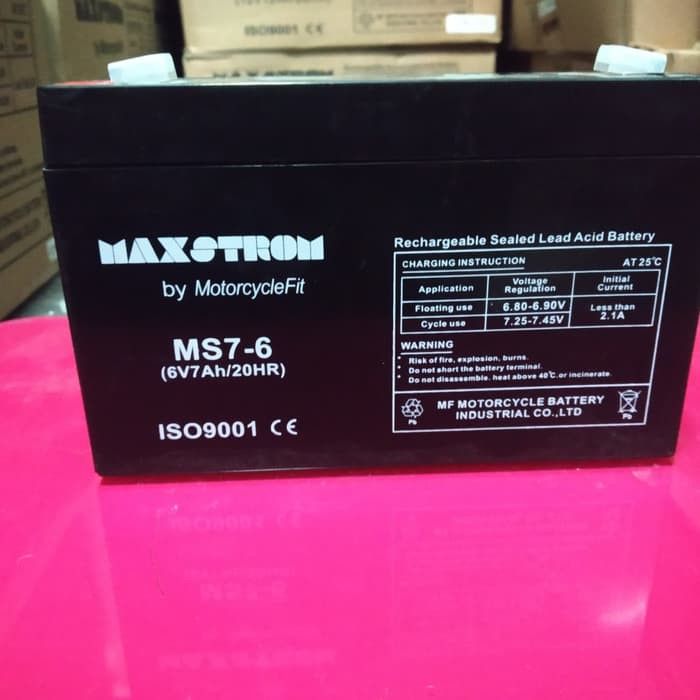 ISO9001 CE
MAXSTROM
MAXSTROM
by MotorcycleFit
MS7-6
(6V7Ah/20HR)
ISO9001 CE
Rechargeable Sealed Lead Acid Battery
CHARGING INSTRUCTION AT 25℃
Application Voltage Regulation Initial Current
Floating use 6.80-6.90V Less than 2.1A
Cycle use 7.25-7.45V
WARNING
* Risk of fire, explosion, burns.
* Do not short the battery terminal.
* Do not disassemble. heat above 40℃.or incinerate.
Pb MF MOTORCYCLE BATTERY Pb
INDUSTRIAL CO.,LTD